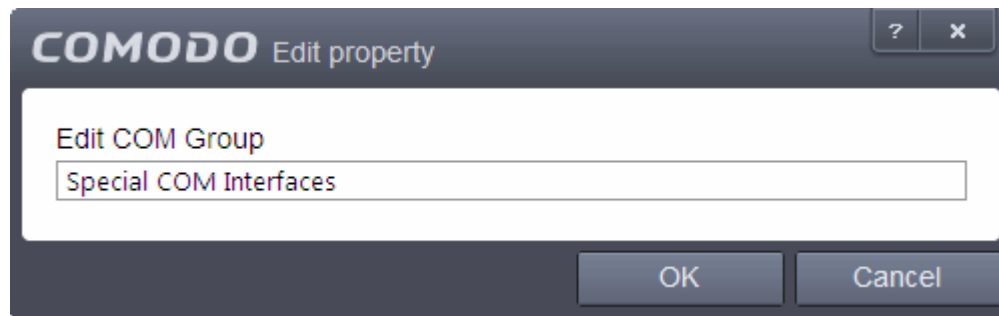 COMODO Edit property ? ×
Edit COM Group
Special COM Interfaces
OK Cancel